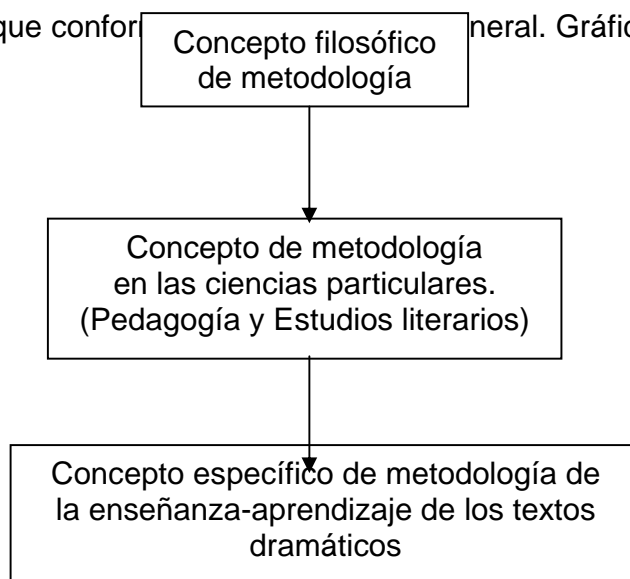 que confor neral. Gráfic
Concepto filosófico
de metodología
Concepto de metodología
en las ciencias particulares.
(Pedagogía y Estudios literarios)
Concepto específico de metodología de
la enseñanza-aprendizaje de los textos
dramáticos